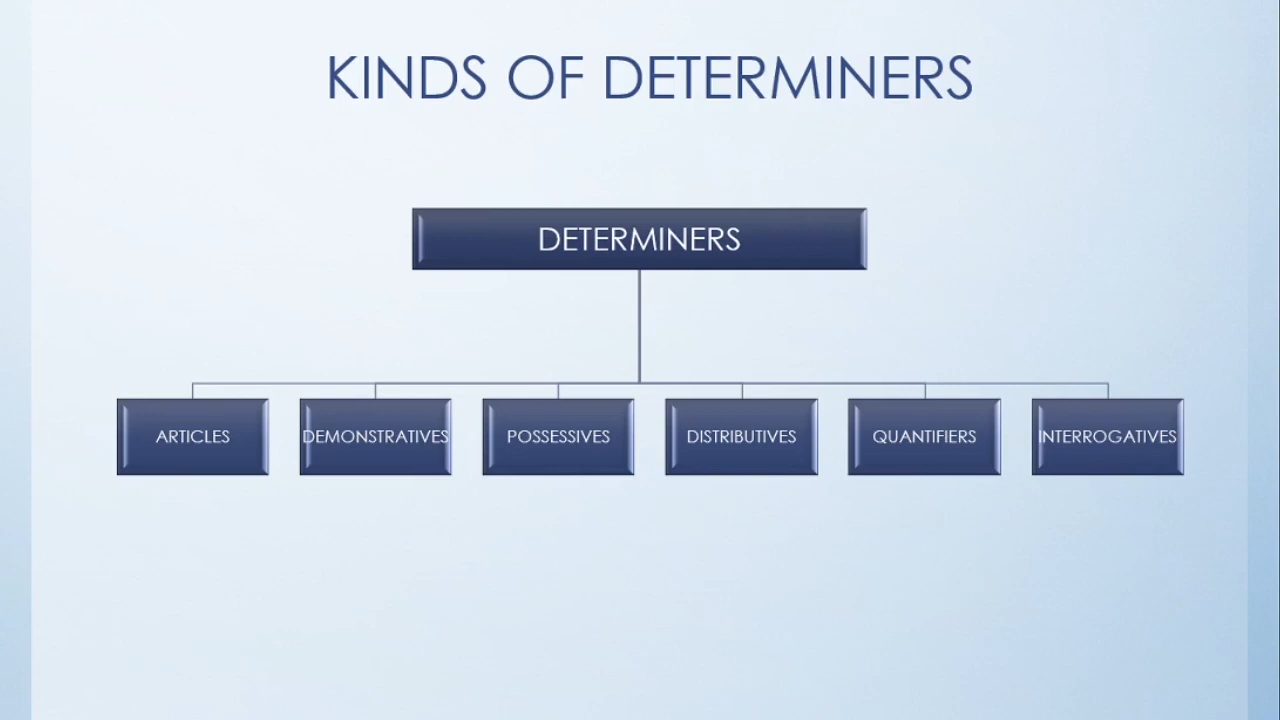 KINDS OF DETERMINERS
DETERMINERS
ARTICLES
DEMONSTRATIVES
POSSESSIVES
DISTRIBUTIVES
QUANTIFIERS
INTERROGATIVES